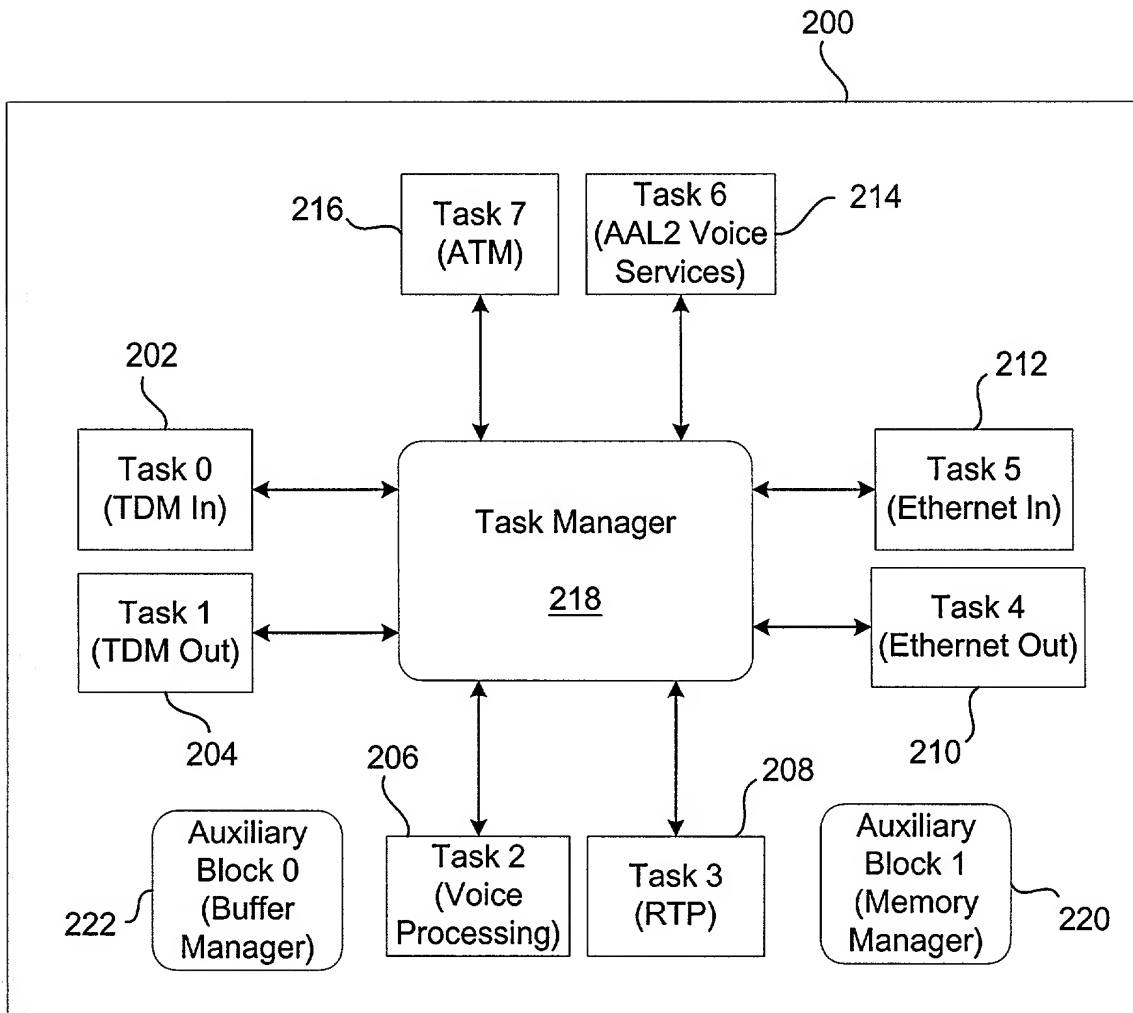 200
216
Task 7
(ATM)
Task 6
(AAL2 Voice
Services)
214
202
212
Task 0
(TDM In)
Task Manager
218
Task 5
(Ethernet In)
Task 1
(TDM Out)
Task 4
(Ethernet Out)
204
206
208
210
Auxiliary
Block 0
(Buffer
Manager)
222
Task 2
(Voice
Processing)
Task 3
(RTP)
Auxiliary
Block 1
(Memory
Manager)
220